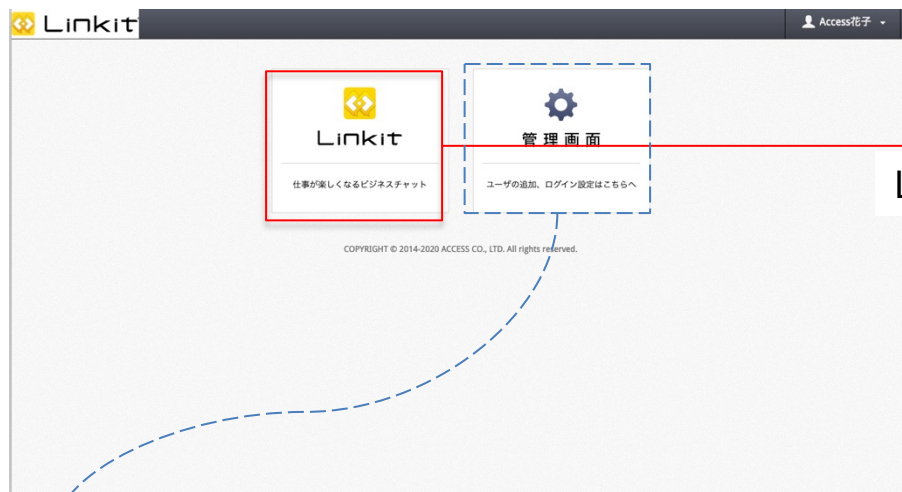 Linkit
Access花子
Linkit
仕事が楽しくなるビジネスチャット
管理画面
ユーザの追加、ログイン設定はこちらへ
L
COPYRIGHT © 2014-2020 ACCESS CO., LTD. All rights reserved.